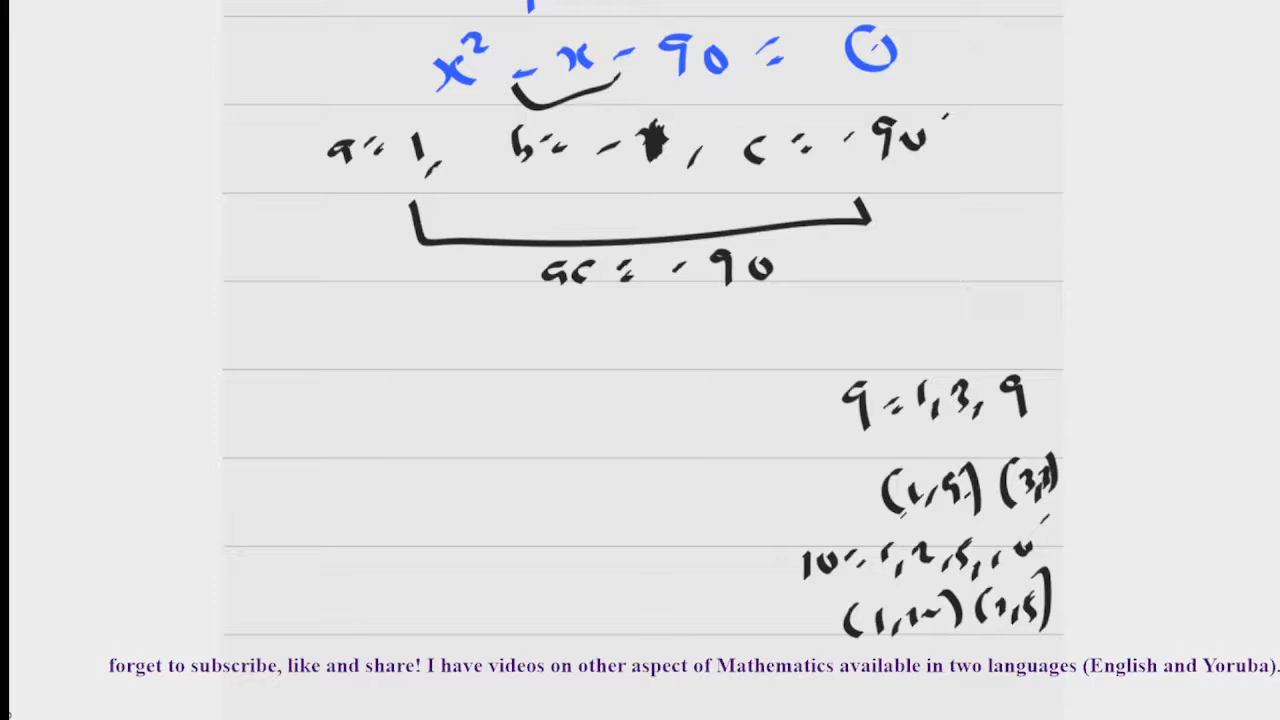 x² - x - 90 = 0
a = 1, b = -1, c = -90
ac = -90
9 = 1, 3, 9
(1, 9) (3, 3)
10 = 1, 2, 5, 10
(1, 10) (2, 5)
forget to subscribe, like and share! I have videos on other aspect of Mathematics available in two languages (English and Yoruba).